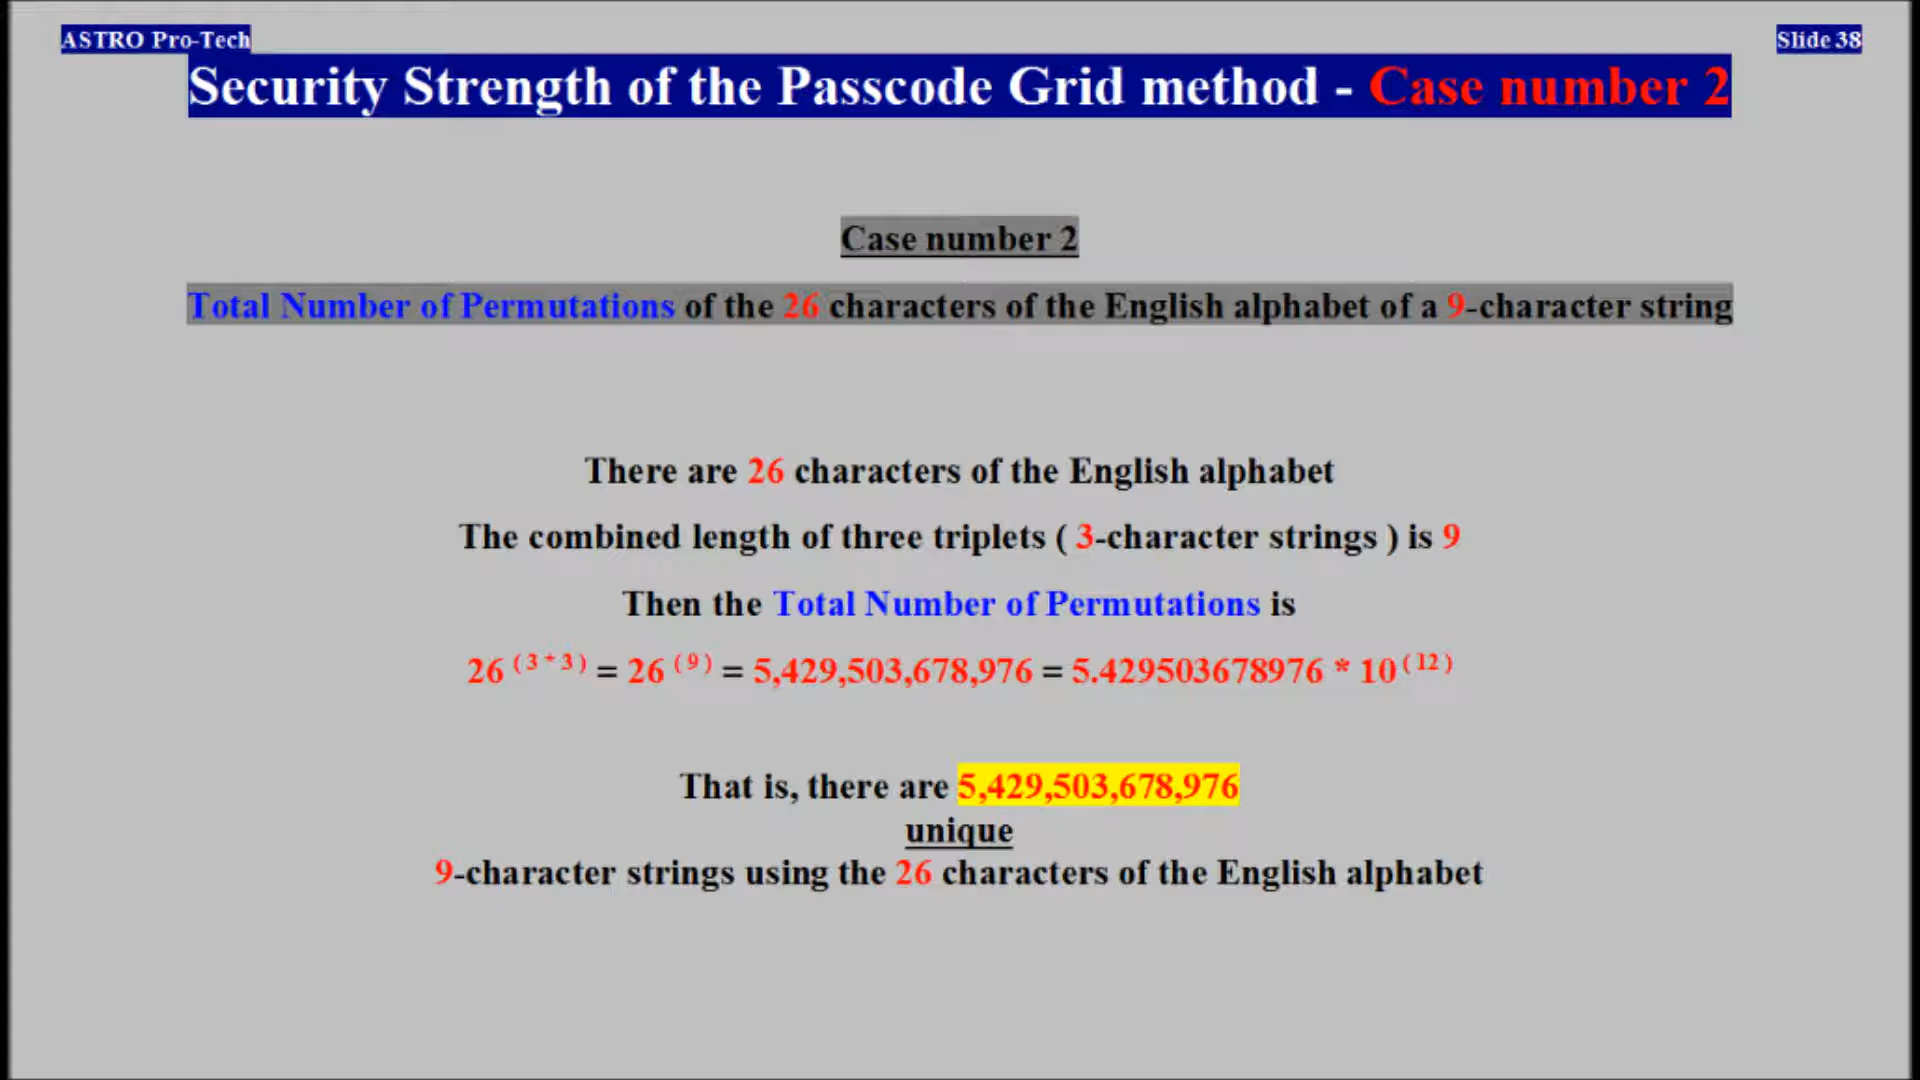 ASTRO Pro-Tech
Slide 38
Security Strength of the Passcode Grid method - Case number 2
Case number 2
Total Number of Permutations of the 26 characters of the English alphabet of a 9-character string
There are 26 characters of the English alphabet
The combined length of three triplets ( 3-character strings ) is 9
Then the Total Number of Permutations is
26 ( 3 + 3 ) = 26 ( 9 ) = 5,429,503,678,976 = 5.429503678976 * 10 ( 12 )
That is, there are 5,429,503,678,976
unique
9-character strings using the 26 characters of the English alphabet